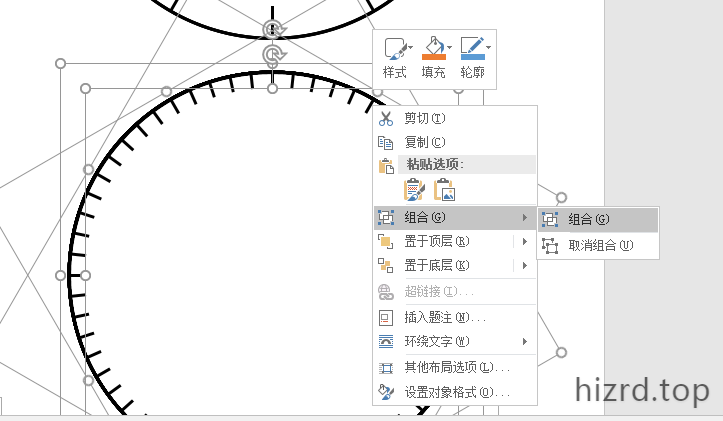 样式 填充 轮廓
剪切(T)
复制(C)
粘贴选项:
组合(G)
组合(G)
置于顶层(R)
取消组合(U)
置于底层(K)
超链接(I)...
插入题注(N)...
环绕文字(W)
其他布局选项(L)...
设置对象格式(O)...
hizrd.top